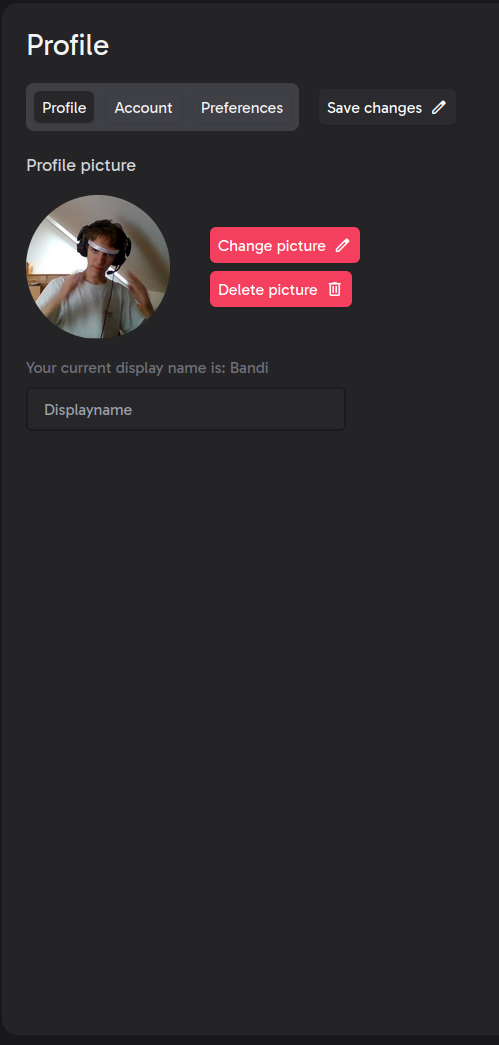 Profile
Profile Account Preferences Save changes
Profile picture
Change picture
Delete picture
Your current display name is: Bandi
Displayname